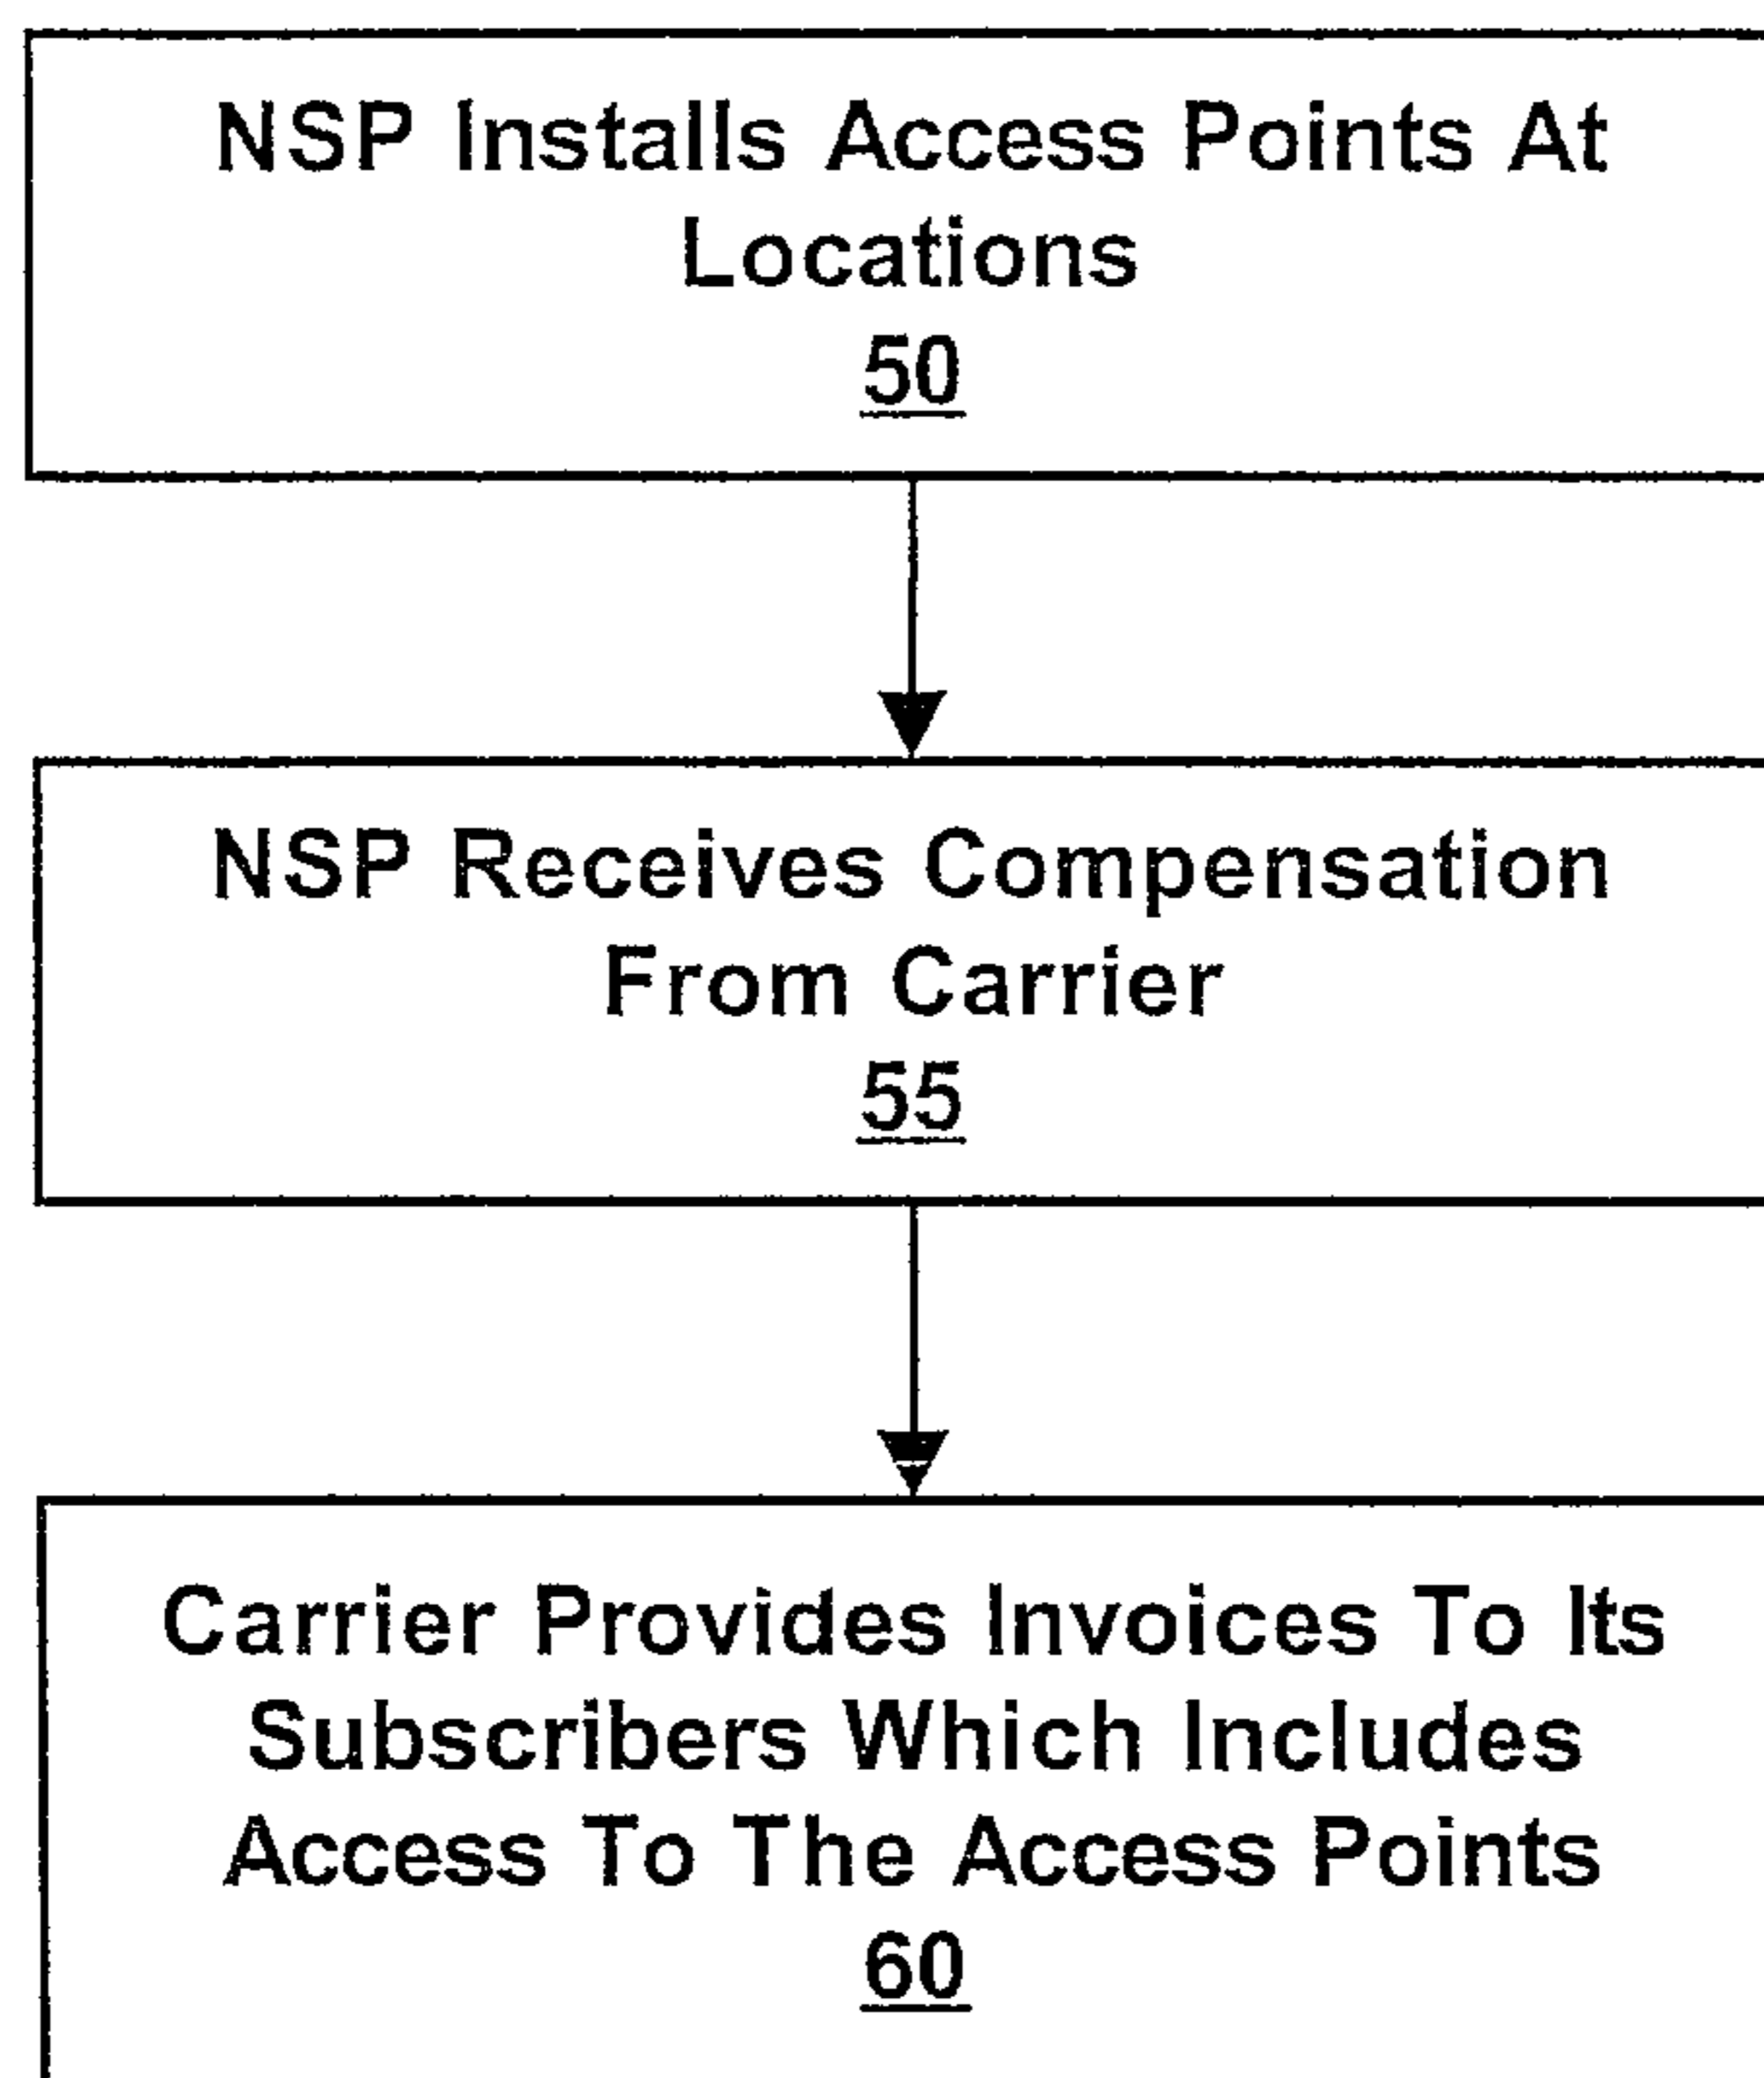 NSP Installs Access Points At
Locations
50
NSP Receives Compensation
From Carrier
55
Carrier Provides Invoices To Its
Subscribers Which Includes
Access To The Access Points
60